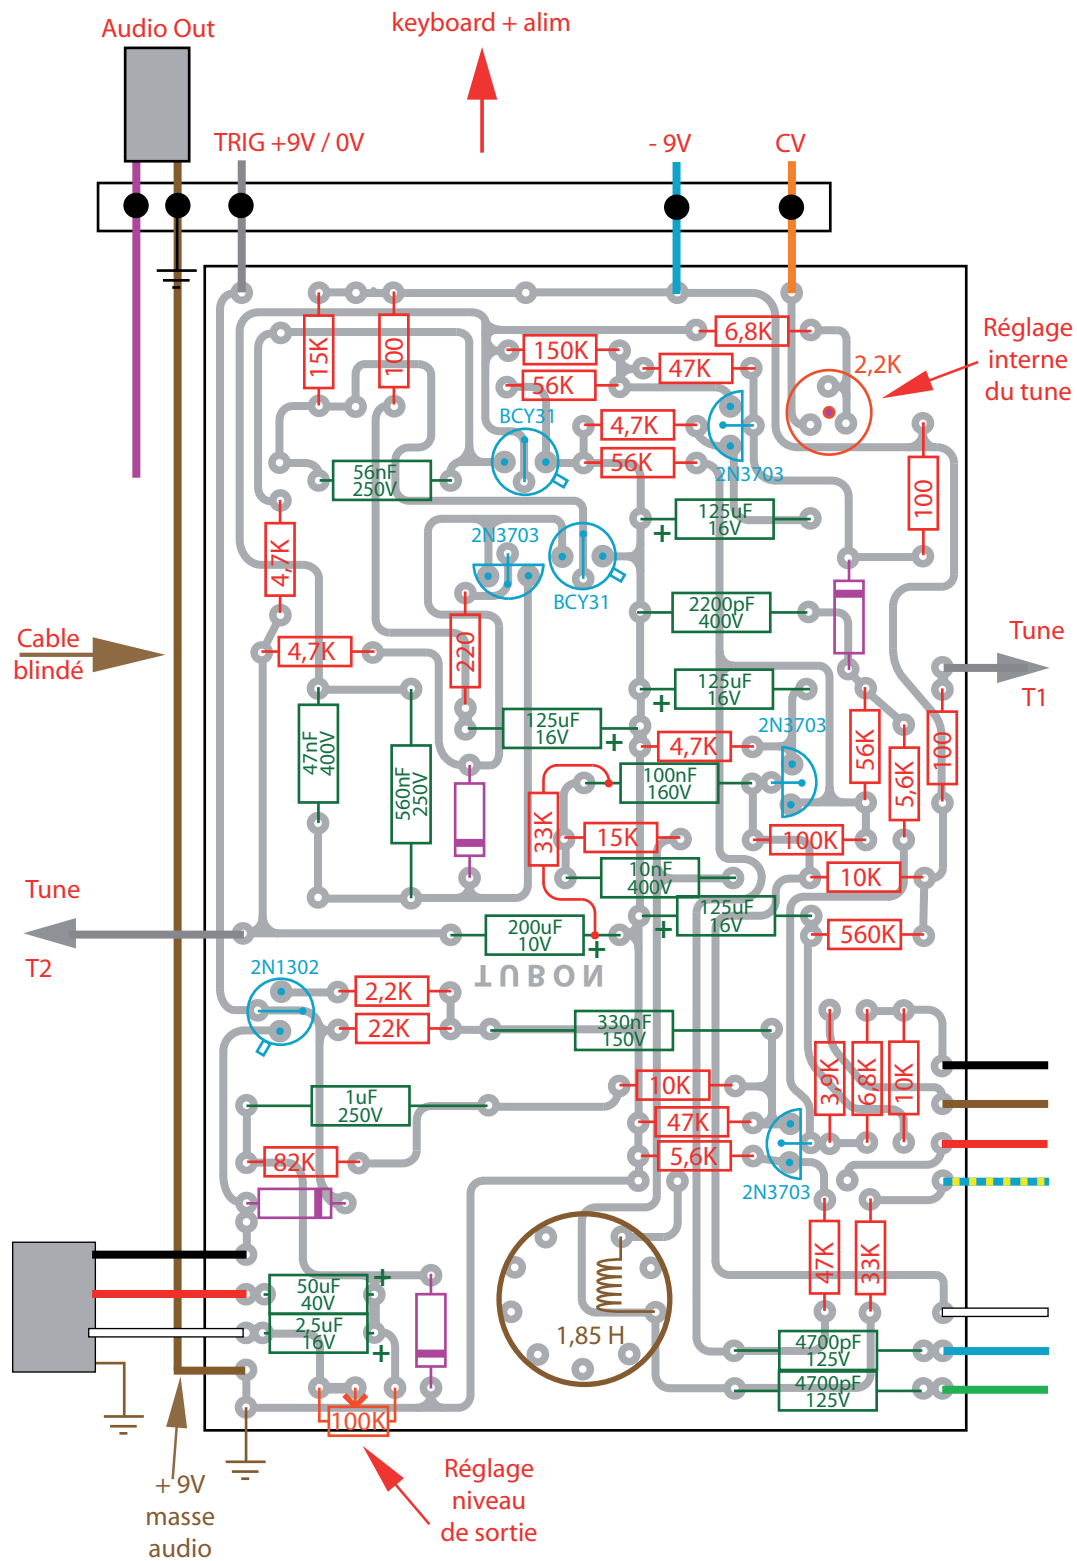 Audio Out
keyboard + alim
TRIG +9V / 0V
- 9V
CV
15K
100
6,8K
150K
47K
56K
2,2K
Réglage
interne
du tune
BCY31
4,7K
56K
2N3703
56nF
250V
100
125uF
16V
+
4,7K
2N3703
BCY31
2200pF
400V
Cable
blindé
4,7K
220
Tune
T1
125uF
16V
+
125uF
16V
+
2N3703
4,7K
56K
5,6K
100
47nF
400V
560nF
250V
100nF
160V
33K
15K
100K
10nF
400V
10K
Tune
T2
125uF
16V
+
200uF
10V
+
560K
TUBON
2N1302
2,2K
22K
330nF
150V
3,9K
6,8K
10K
10K
1uF
250V
47K
82K
5,6K
2N3703
47K
33K
50uF
40V
+
2,5uF
16V
+
1,85 H
4700pF
125V
4700pF
125V
100K
+ 9V
masse
audio
Réglage
niveau
de sortie